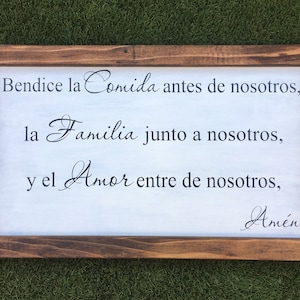 Bendice la Comida antes de nosotros,
la Familia junto a nosotros,
y el Amor entre de nosotros,
Amén